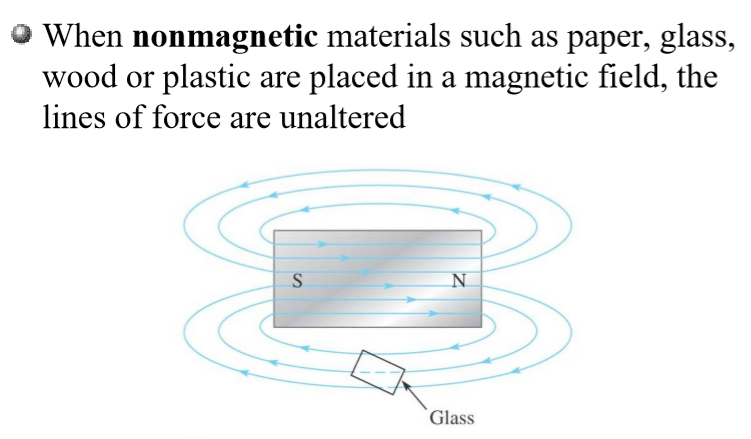 When nonmagnetic materials such as paper, glass,
wood or plastic are placed in a magnetic field, the
lines of force are unaltered
S N
Glass